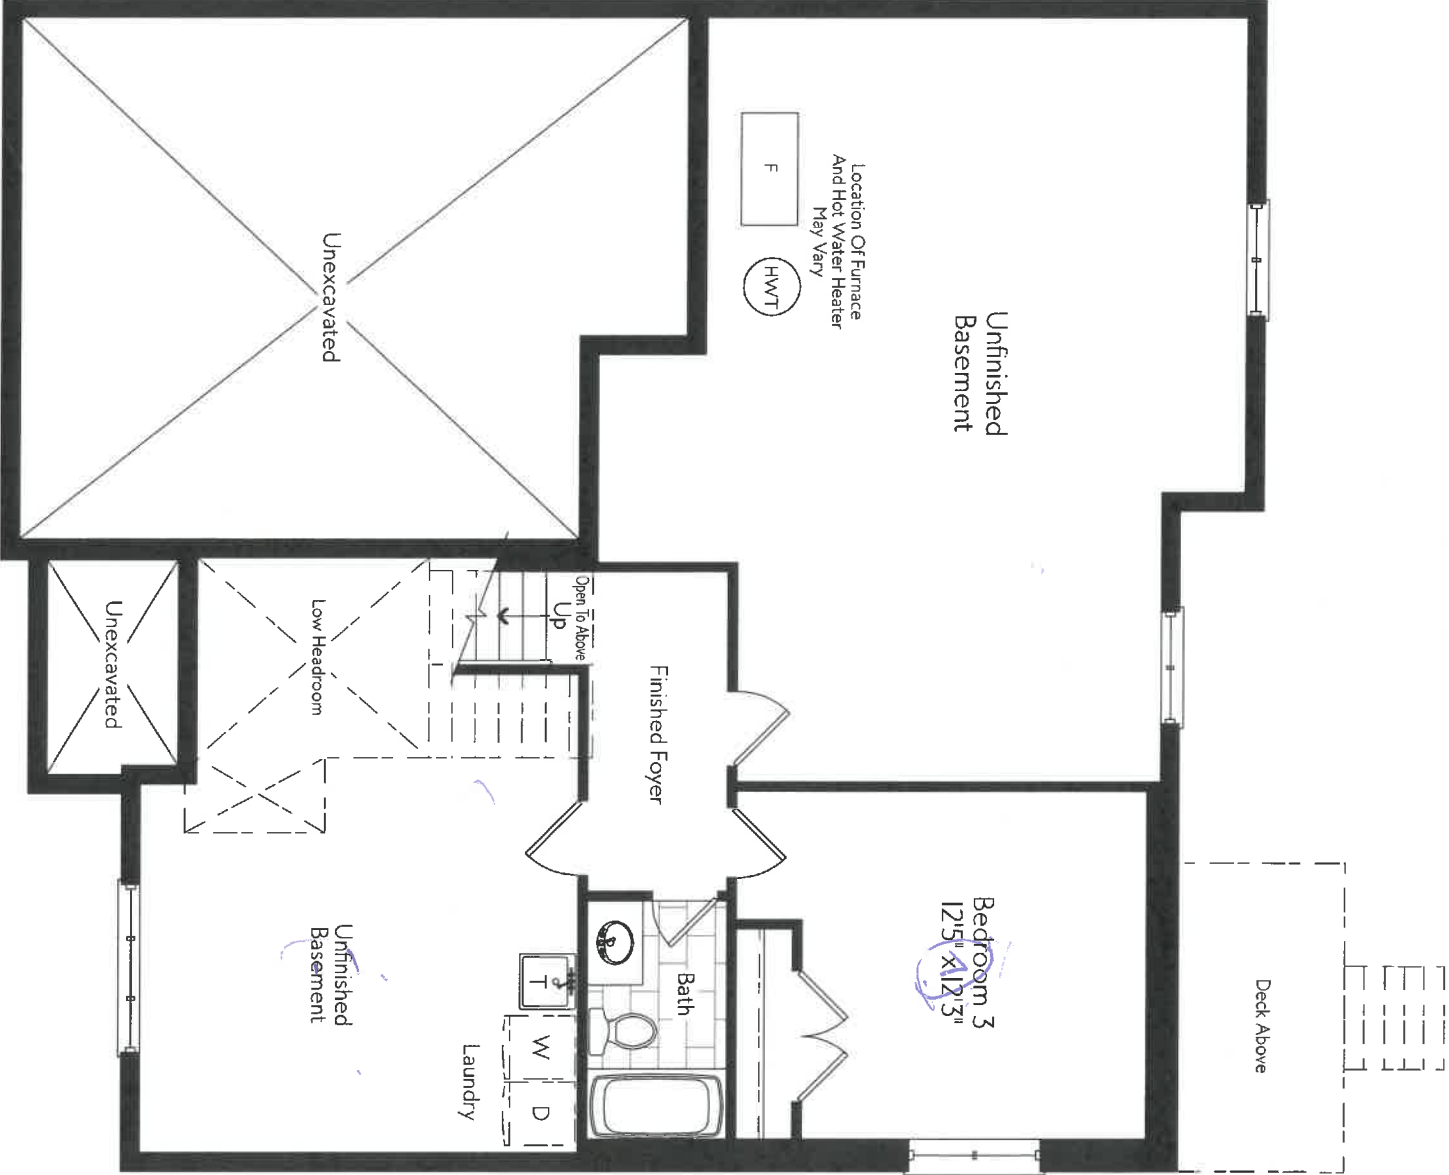 Unexcavated
F
HWT
Location Of Furnace
And Hot Water Heater
May Vary
Unfinished
Basement
Unexcavated
Low Headroom
Up
Open To Above
Finished Foyer
Unfinished
Basement
Laundry
T
W
D
Bath
Bedroom 3
12'5" x 12'3"
Deck Above